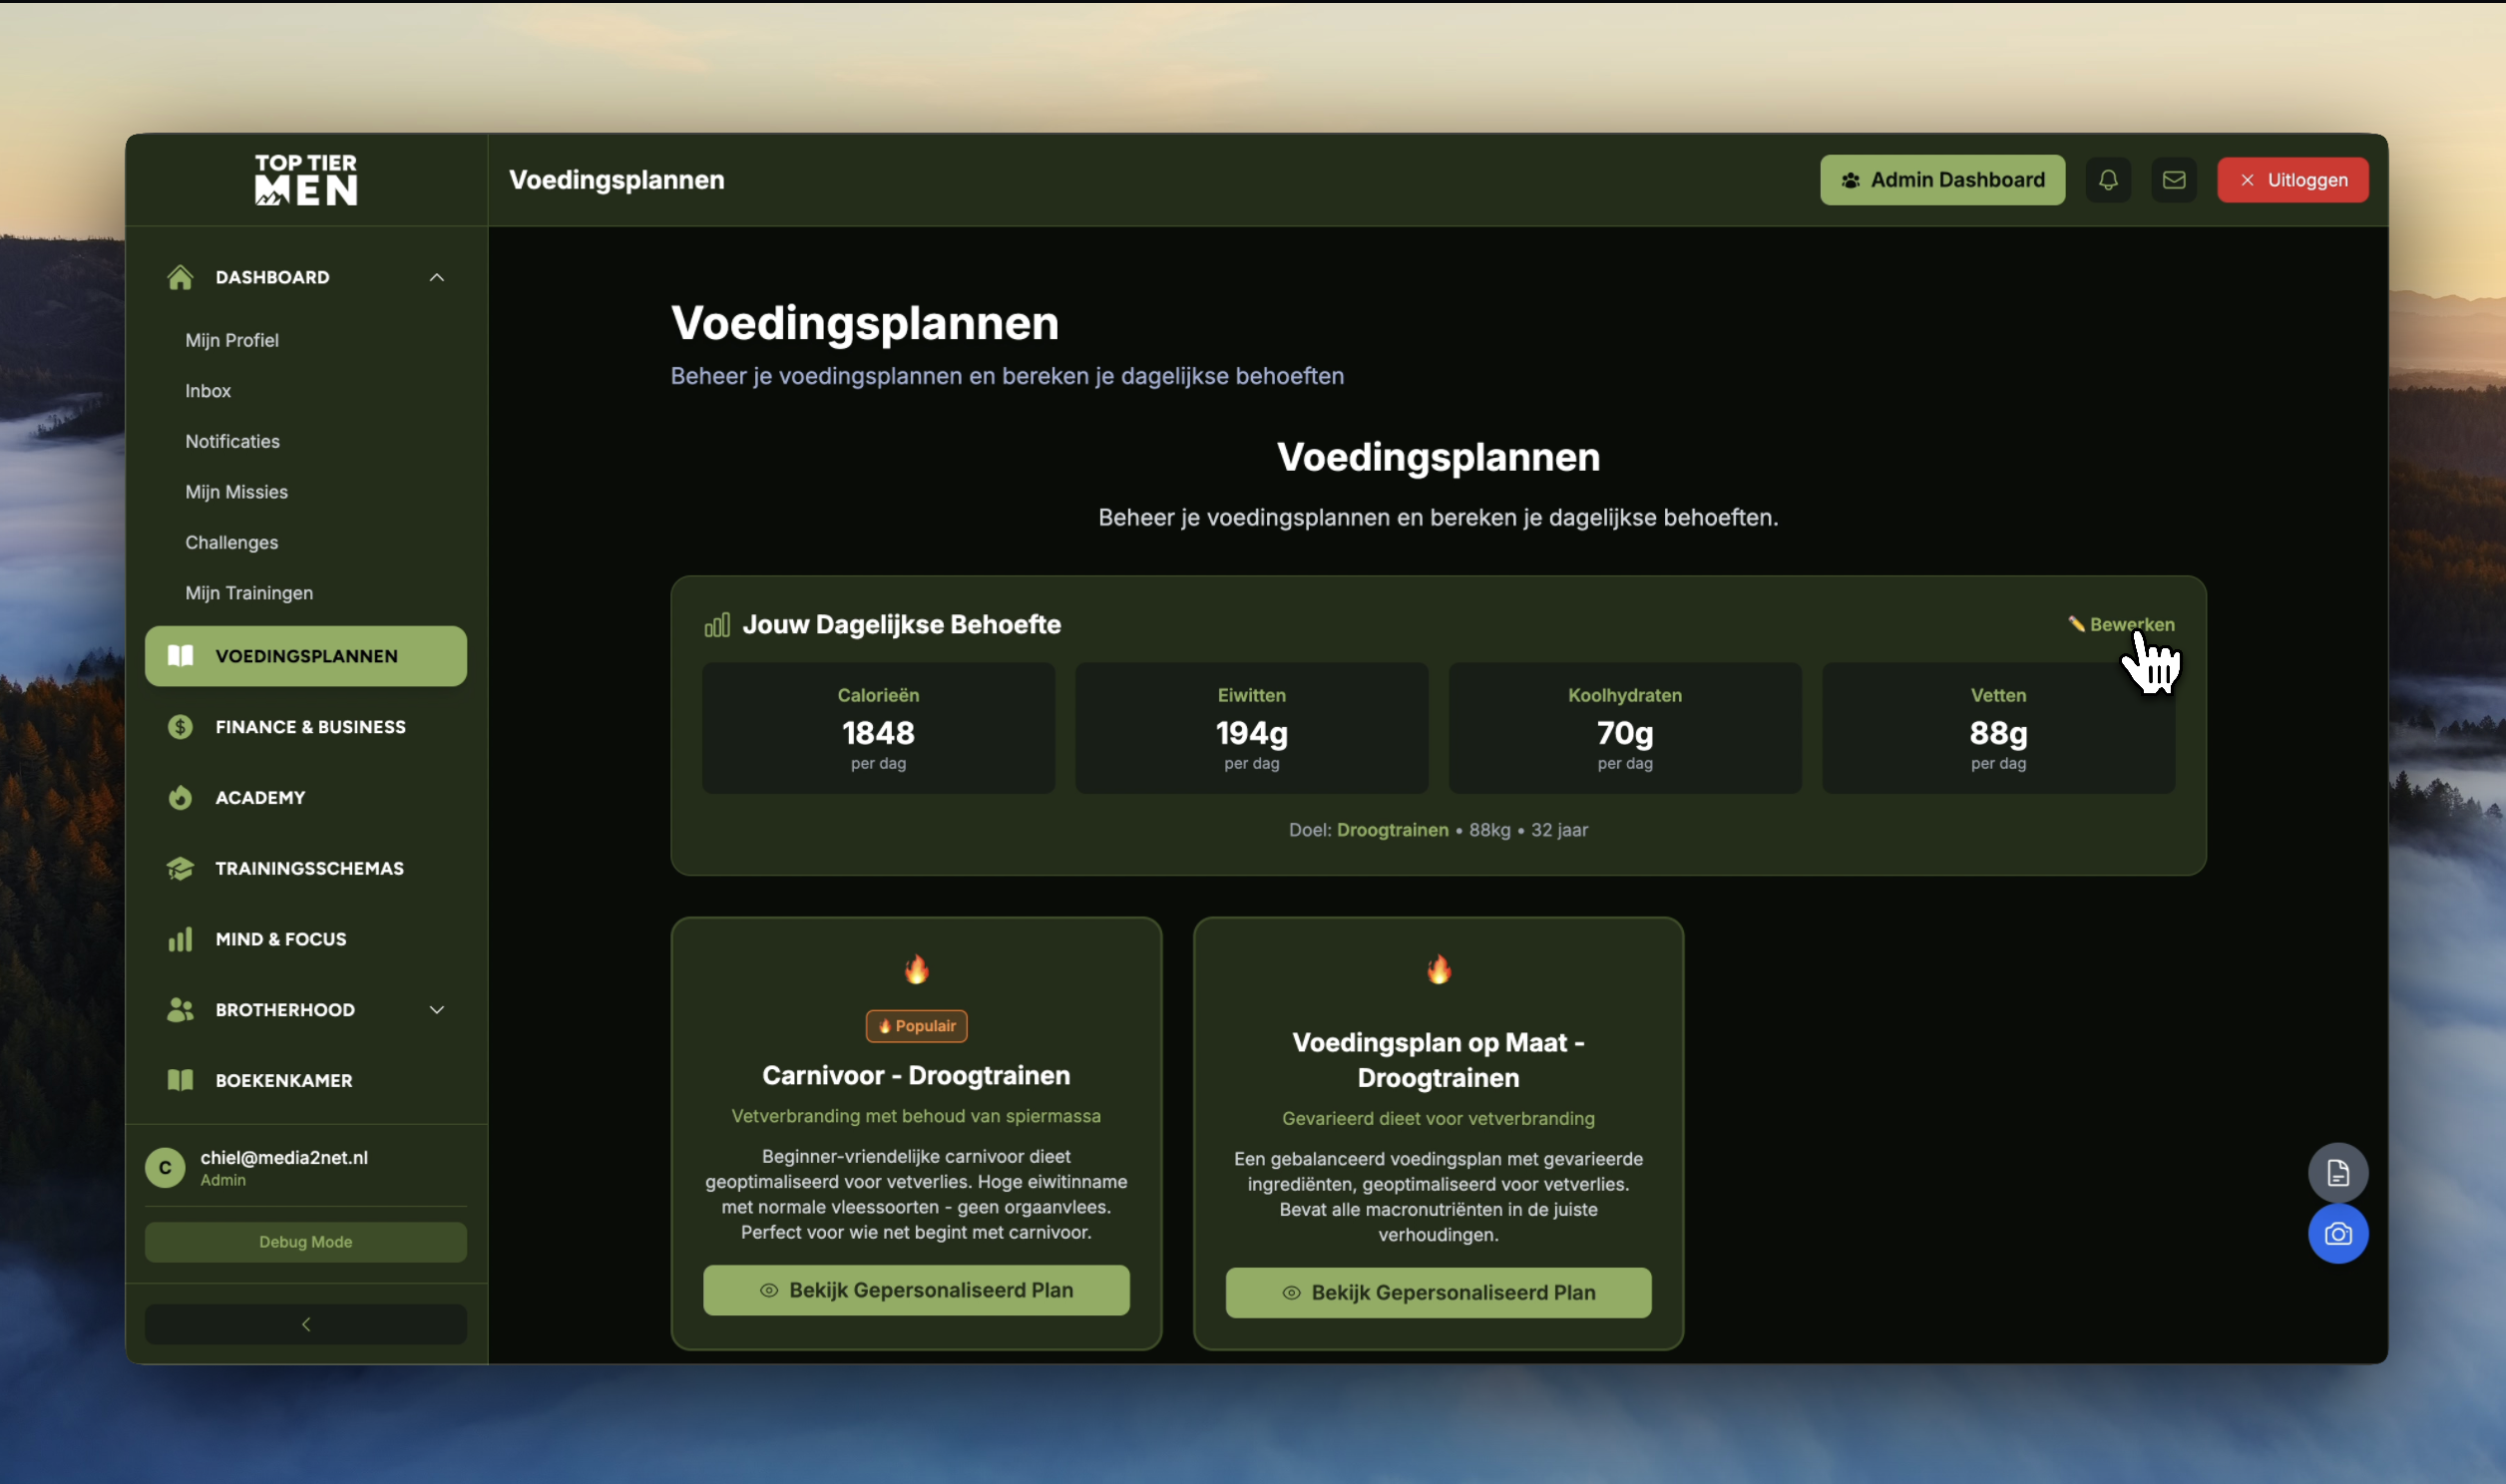 TOP TIER
MEN
Voedingsplannen
Admin Dashboard
Uitloggen
DASHBOARD
Mijn Profiel
Inbox
Notificaties
Mijn Missies
Challenges
Mijn Trainingen
VOEDINGSPLANNEN
FINANCE & BUSINESS
ACADEMY
TRAININGSSCHEMAS
MIND & FOCUS
BROTHERHOOD
BOEKENKAMER
C
chiel@media2net.nl
Admin
Debug Mode
Voedingsplannen
Beheer je voedingsplannen en bereken je dagelijkse behoeften
Voedingsplannen
Beheer je voedingsplannen en bereken je dagelijkse behoeften.
Jouw Dagelijkse Behoefte
✏️ Bewerken
Calorieën
1848
per dag
Eiwitten
194g
per dag
Koolhydraten
70g
per dag
Vetten
88g
per dag
Doel: Droogtrainen • 88kg • 32 jaar
🔥
🔥 Populair
Carnivoor - Droogtrainen
Vetverbranding met behoud van spiermassa
Beginner-vriendelijke carnivoor dieet
geoptimaliseerd voor vetverlies. Hoge eiwitinname
met normale vleessoorten - geen orgaanvlees.
Perfect voor wie net begint met carnivoor.
Bekijk Gepersonaliseerd Plan
🔥
Voedingsplan op Maat -
Droogtrainen
Gevarieerd dieet voor vetverbranding
Een gebalanceerd voedingsplan met gevarieerde
ingrediënten, geoptimaliseerd voor vetverlies.
Bevat alle macronutriënten in de juiste
verhoudingen.
Bekijk Gepersonaliseerd Plan